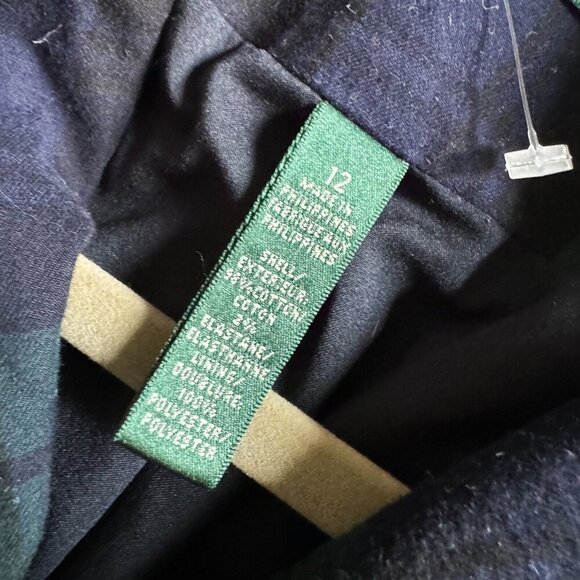 12
MADE IN
PHILIPPINES
FABRIQUE AUX
PHILIPPINES
SHELL/
EXTERIEUR:
98% COTTON/
COTON
2%
ELASTANE/
ELASTHANNE
LINING/
DOUBLURE
100%
POLYESTER/
POLYESTER